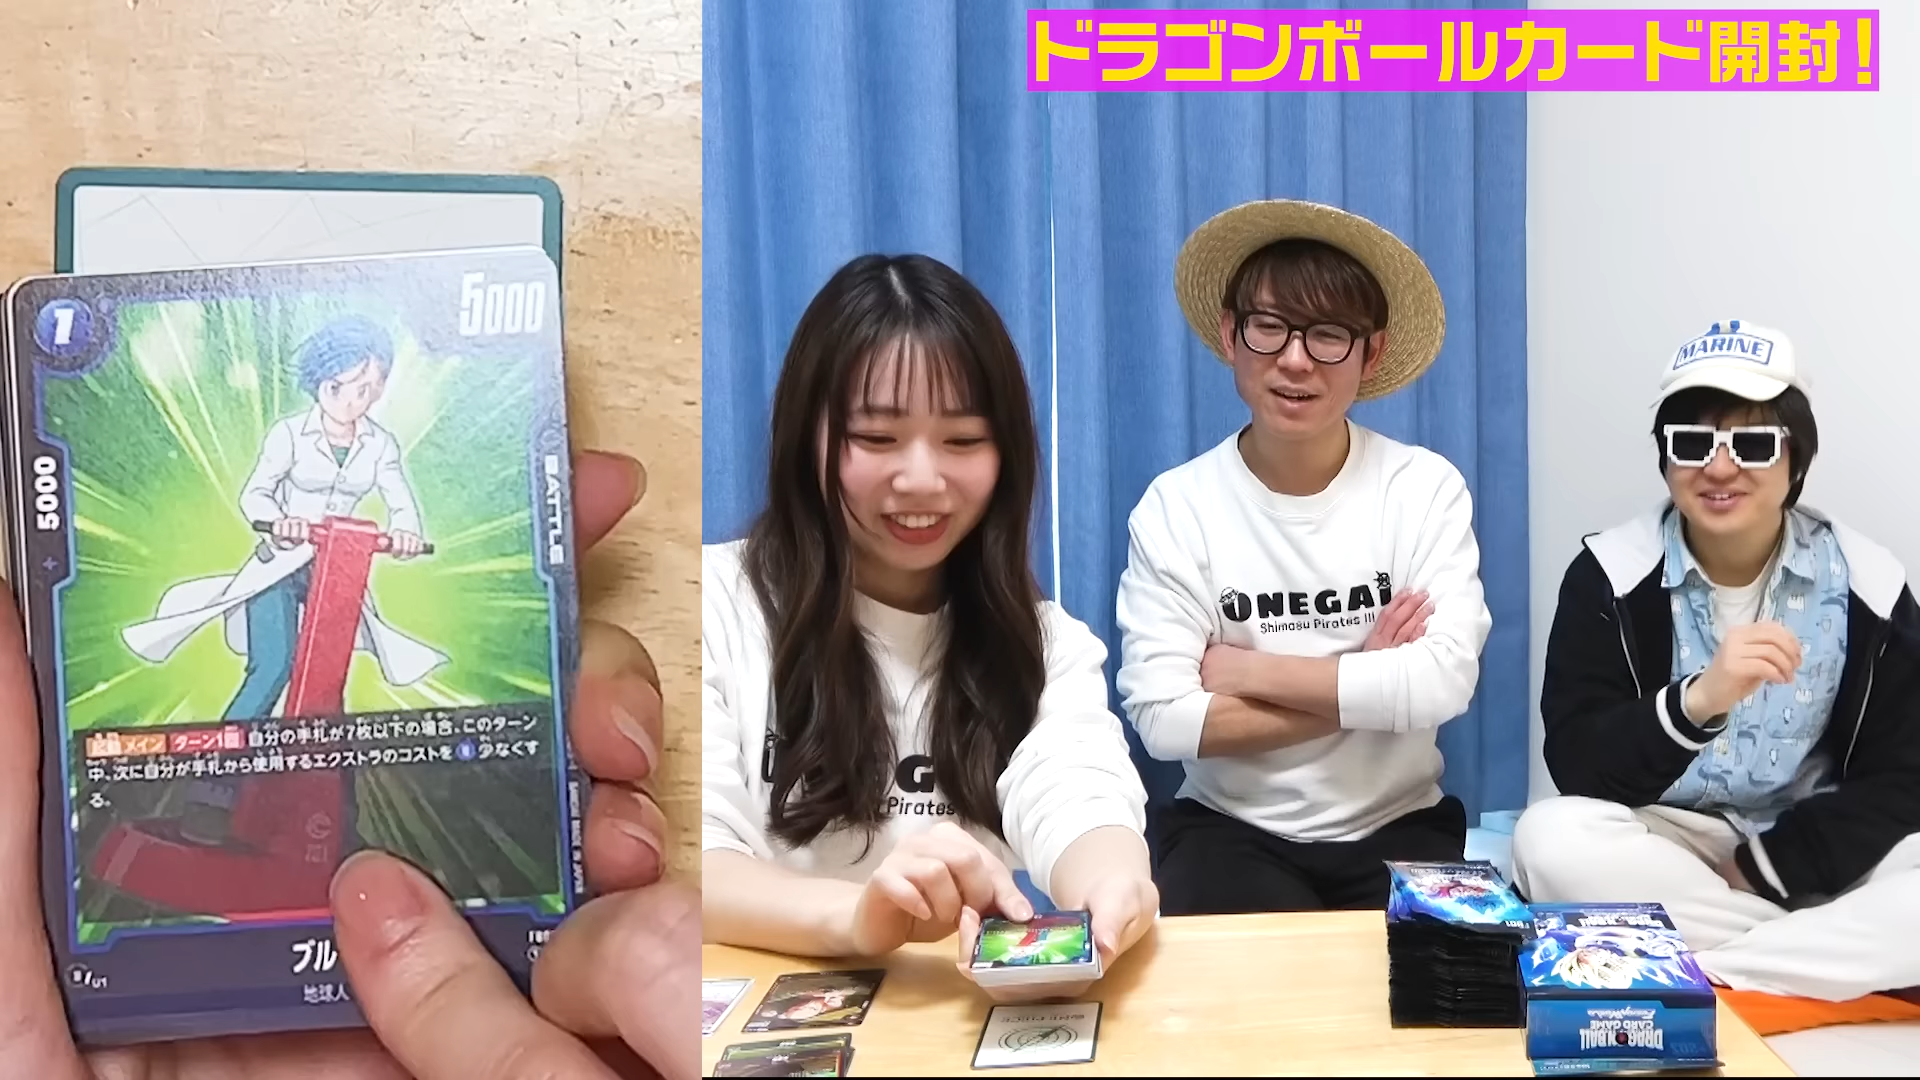 ドラゴンボールカード開封!
1
5000
+ 5000
BATTLE
起動メイン ターン1回 自分の手札が7枚以下の場合、このターン
中、次に自分が手札から使用するエクストラのコストを 少なくす
る。
ブル
地球人
MARINE
ONEGAI
Shimasu Pirates III
Pirates
DRAGONBALL
CARD GAME